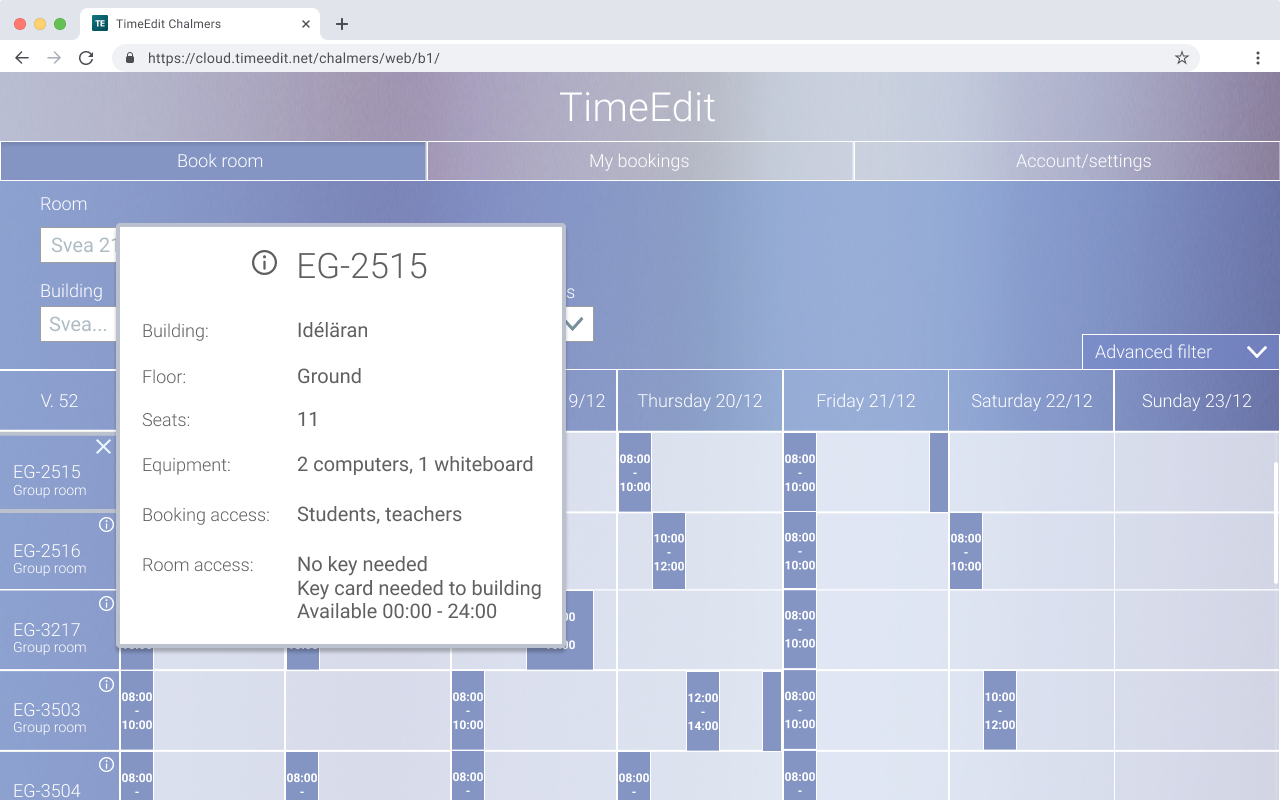 TE TimeEdit Chalmers
https://cloud.timeedit.net/chalmers/web/b1/
TimeEdit
Book room My bookings Account/settings
Room
Svea 21
Building s
Svea...
Advanced filter
EG-2515
Building: Idéläran
Floor: Ground
Seats: 11
Equipment: 2 computers, 1 whiteboard
Booking access: Students, teachers
Room access: No key needed
Key card needed to building
Available 00:00 - 24:00
V. 52 9/12 Thursday 20/12 Friday 21/12 Saturday 22/12 Sunday 23/12
EG-2515
Group room
08:00
-
10:00
08:00
-
10:00
EG-2516
Group room
10:00
-
12:00
08:00
-
10:00
08:00
-
10:00
EG-3217
Group room
08:00
-
10:00
EG-3503
Group room
08:00
-
10:00
08:00
-
10:00
12:00
-
14:00
08:00
-
10:00
10:00
-
12:00
EG-3504
08:00
-
08:00
-
08:00
-
08:00
-
08:00
-